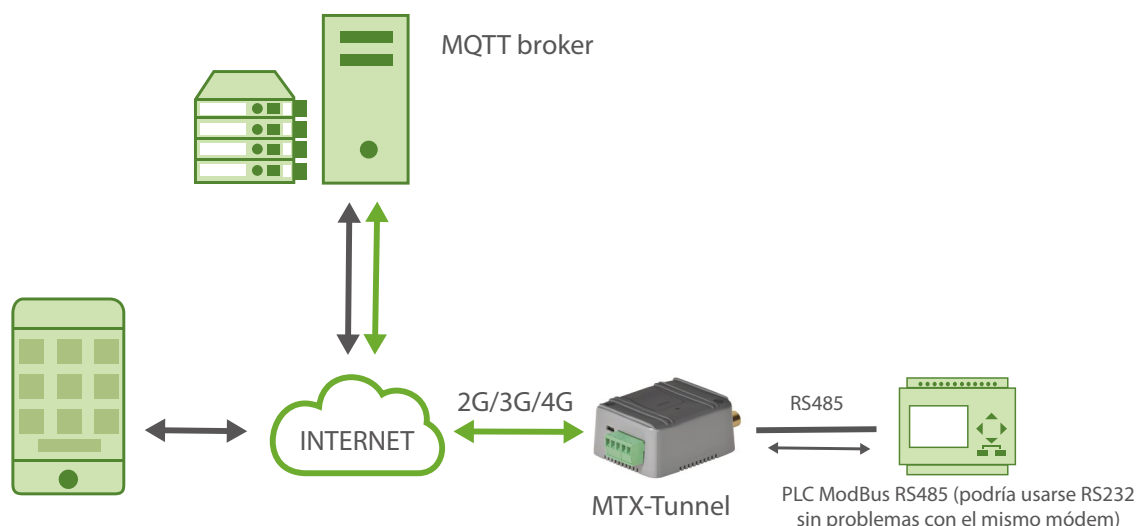 MQTT broker
2G/3G/4G
INTERNET
RS485
MTX-Tunnel
PLC ModBus RS485 (podría usarse RS232
sin problemas con el mismo módem)